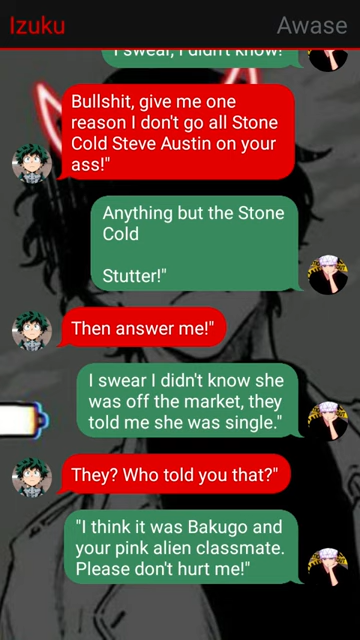 Izuku
Awase
I swear, I didn't know!
Bullshit, give me one
reason I don't go all Stone
Cold Steve Austin on your
ass!"
Anything but the Stone
Cold
Stutter!"
Then answer me!"
I swear I didn't know she
was off the market, they
told me she was single."
They? Who told you that?"
"I think it was Bakugo and
your pink alien classmate.
Please don't hurt me!"